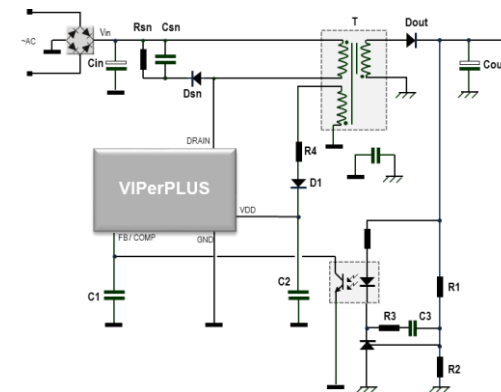 T
Dout
Rsn
Csn
Vin
~AC
Cin
Dsn
Cou
DRAIN
R4
VIPerPLUS
D1
VDD
FB / COMP
GND
C1
C2
R1
R3
C3
R2